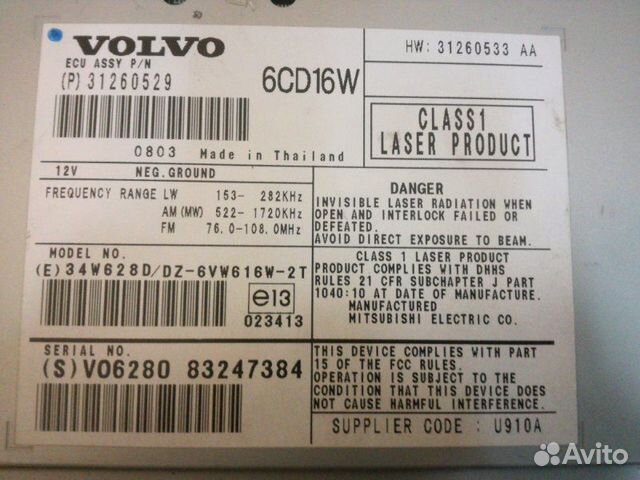 VOLVO
HW: 31260533 AA
ECU ASSY P/N
(P) 31260529
6CD16W
CLASS1
LASER PRODUCT
0803 Made in Thailand
12V NEG.GROUND
FREQUENCY RANGE LW 153- 282KHz
AM(MW) 522-1720KHz
FM 76.0-108.0MHz
DANGER
INVISIBLE LASER RADIATION WHEN
OPEN AND INTERLOCK FAILED OR
DEFEATED.
AVOID DIRECT EXPOSURE TO BEAM.
MODEL NO.
(E)34W628D/DZ-6VW616W-2T
e13
023413
CLASS 1 LASER PRODUCT
PRODUCT COMPLIES WITH DHHS
RULES 21 CFR SUBCHAPTER J PART
1040:10 AT DATE OF MANUFACTURE.
MANUFACTURED
MITSUBISHI ELECTRIC CO.
SERIAL NO.
(S)VO6280 83247384
THIS DEVICE COMPLIES WITH PART
15 OF THE FCC RULES.
OPERATION IS SUBJECT TO THE
CONDITION THAT THIS DEVICE DOES
NOT CAUSE HARMFUL INTERFERENCE.
SUPPLIER CODE : U910A
Avito